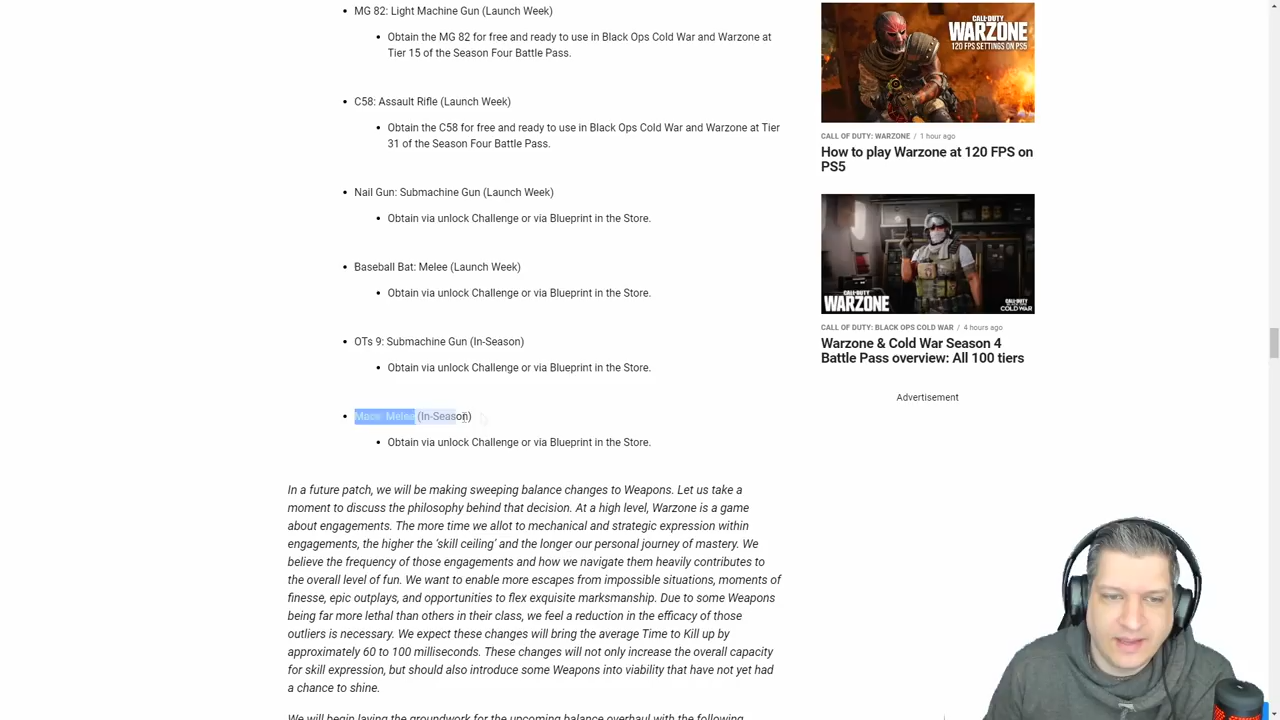 MG 82: Light Machine Gun (Launch Week)
Obtain the MG 82 for free and ready to use in Black Ops Cold War and Warzone at
Tier 15 of the Season Four Battle Pass.
C58: Assault Rifle (Launch Week)
Obtain the C58 for free and ready to use in Black Ops Cold War and Warzone at Tier
31 of the Season Four Battle Pass.
Nail Gun: Submachine Gun (Launch Week)
Obtain via unlock Challenge or via Blueprint in the Store.
Baseball Bat: Melee (Launch Week)
Obtain via unlock Challenge or via Blueprint in the Store.
OTs 9: Submachine Gun (In-Season)
Obtain via unlock Challenge or via Blueprint in the Store.
Mace: Melee (In-Season)
Obtain via unlock Challenge or via Blueprint in the Store.
In a future patch, we will be making sweeping balance changes to Weapons. Let us take a
moment to discuss the philosophy behind that decision. At a high level, Warzone is a game
about engagements. The more time we allot to mechanical and strategic expression within
engagements, the higher the ‘skill ceiling’ and the longer our personal journey of mastery. We
believe the frequency of those engagements and how we navigate them heavily contributes to
the overall level of fun. We want to enable more escapes from impossible situations, moments of
finesse, epic outplays, and opportunities to flex exquisite marksmanship. Due to some Weapons
being far more lethal than others in their class, we feel a reduction in the efficacy of those
outliers is necessary. We expect these changes will bring the average Time to Kill up by
approximately 60 to 100 milliseconds. These changes will not only increase the overall capacity
for skill expression, but should also introduce some Weapons into viability that have not yet had
a chance to shine.
We will begin laying the groundwork for the upcoming balance overhaul with the following
CALL OF DUTY
WARZONE
120 FPS SETTINGS ON PS5
CALL OF DUTY: WARZONE / 1 hour ago
How to play Warzone at 120 FPS on
PS5
CALL OF DUTY
WARZONE
CALL OF DUTY
COLD WAR
CALL OF DUTY: BLACK OPS COLD WAR / 4 hours ago
Warzone & Cold War Season 4
Battle Pass overview: All 100 tiers
Advertisement